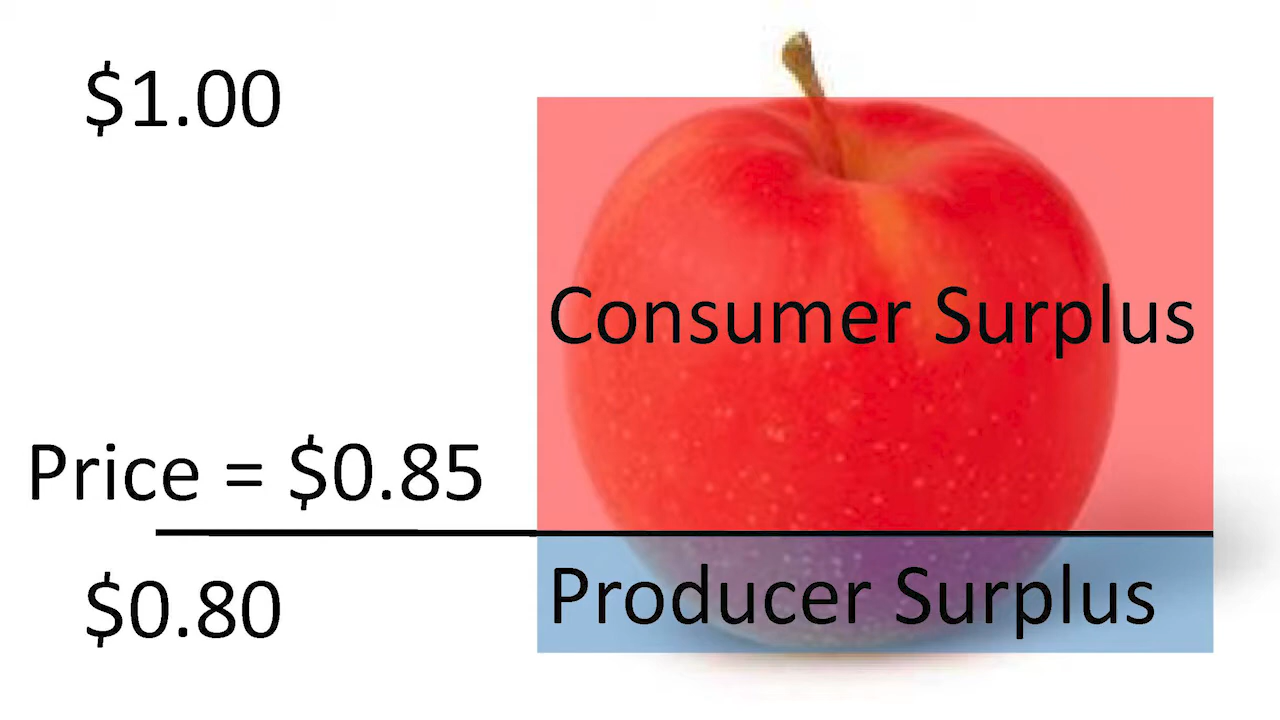 $1.00
Consumer Surplus
Price = $0.85
$0.80
Producer Surplus